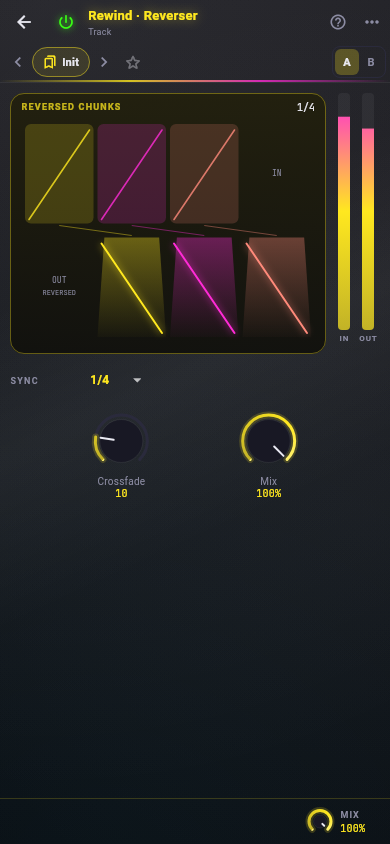 Rewind · Reverser
Track
Init
A B
REVERSED CHUNKS 1/4
IN
OUT
REVERSED
IN OUT
SYNC 1/4
Crossfade Mix
10 100%
MIX
100%